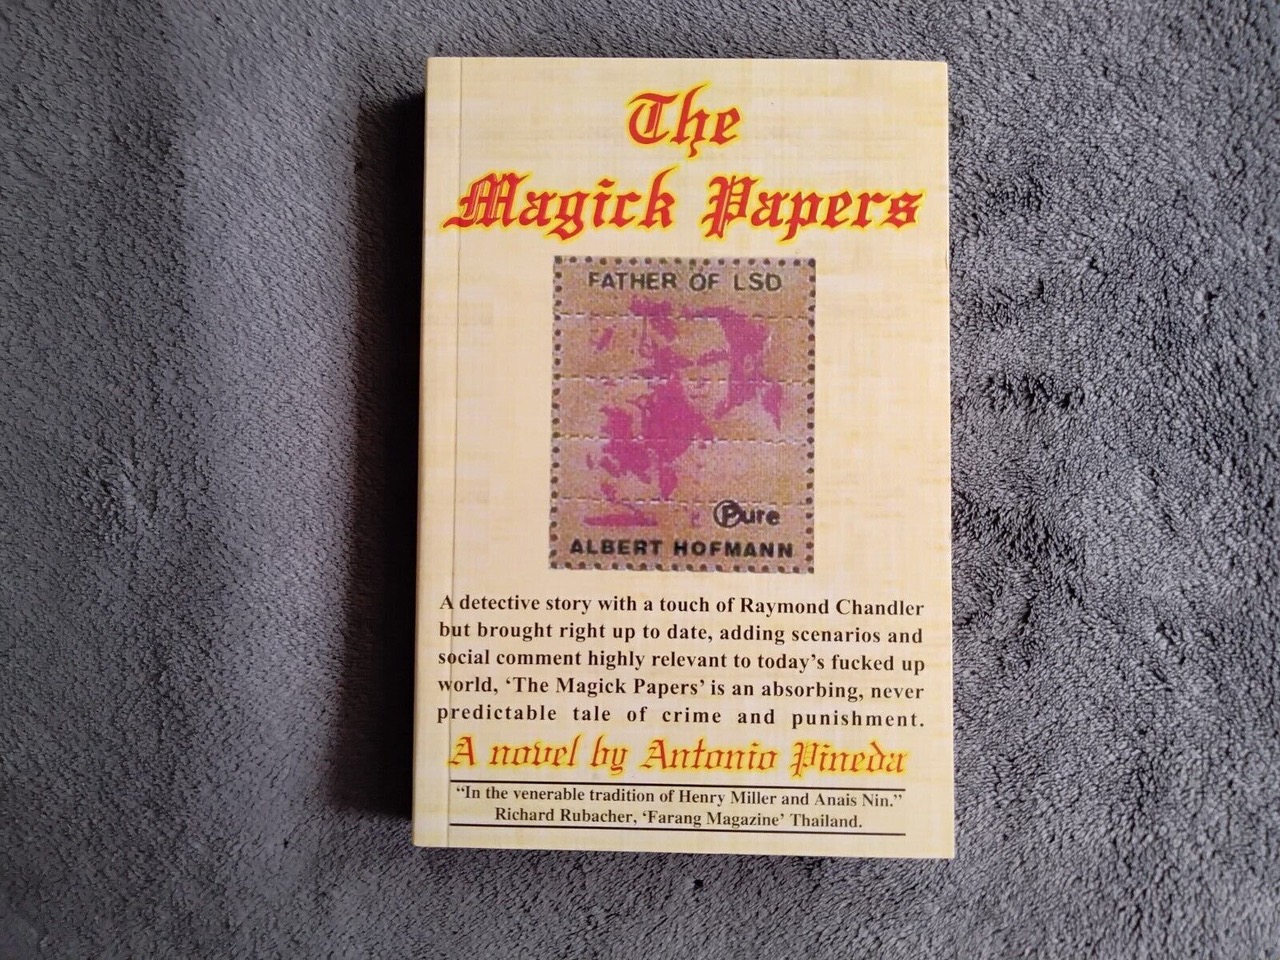 The
Magick Papers
FATHER OF LSD
Pure
ALBERT HOFMANN
A detective story with a touch of Raymond Chandler
but brought right up to date, adding scenarios and
social comment highly relevant to today's fucked up
world, ‘The Magick Papers’ is an absorbing, never
predictable tale of crime and punishment.
A novel by Antonio Pineda
“In the venerable tradition of Henry Miller and Anais Nin.”
Richard Rubacher, ‘Farang Magazine’ Thailand.